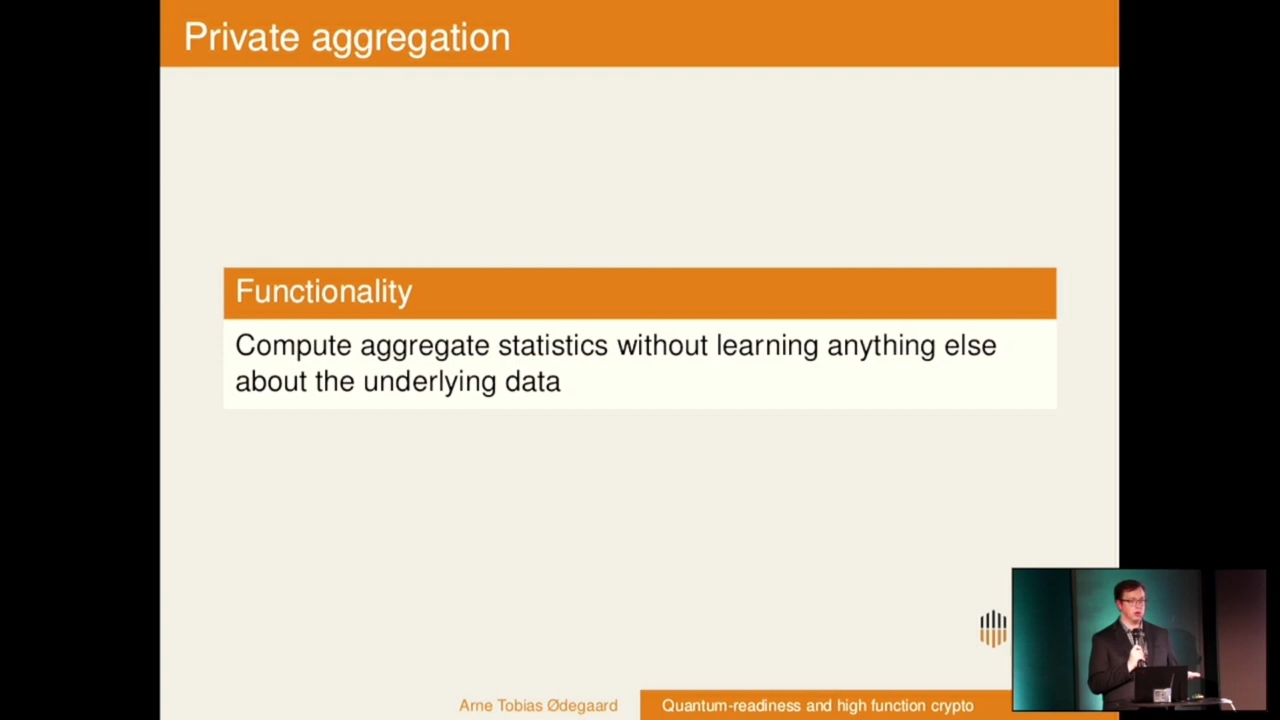 Private aggregation
Functionality
Compute aggregate statistics without learning anything else
about the underlying data
Arne Tobias Ødegaard
Quantum-readiness and high function crypto